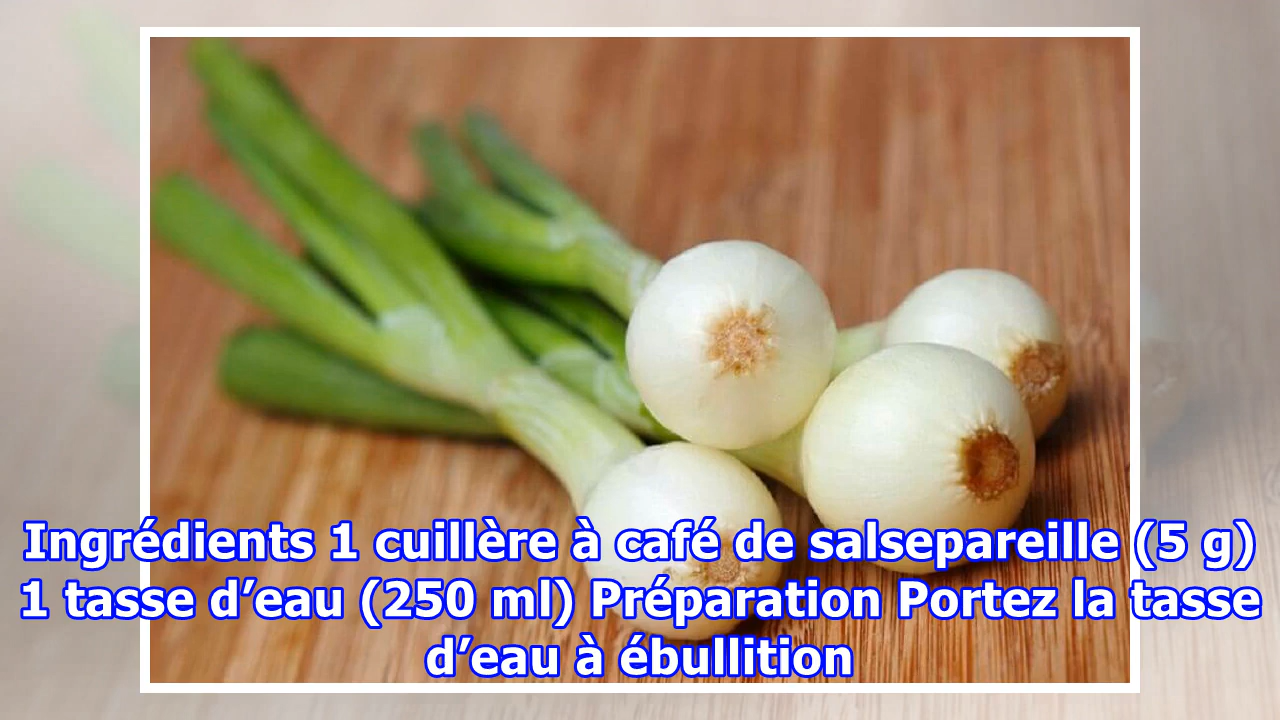 Ingrédients 1 cuillère à café de salsepareille (5 g)
1 tasse d’eau (250 ml) Préparation Portez la tasse
d’eau à ébullition